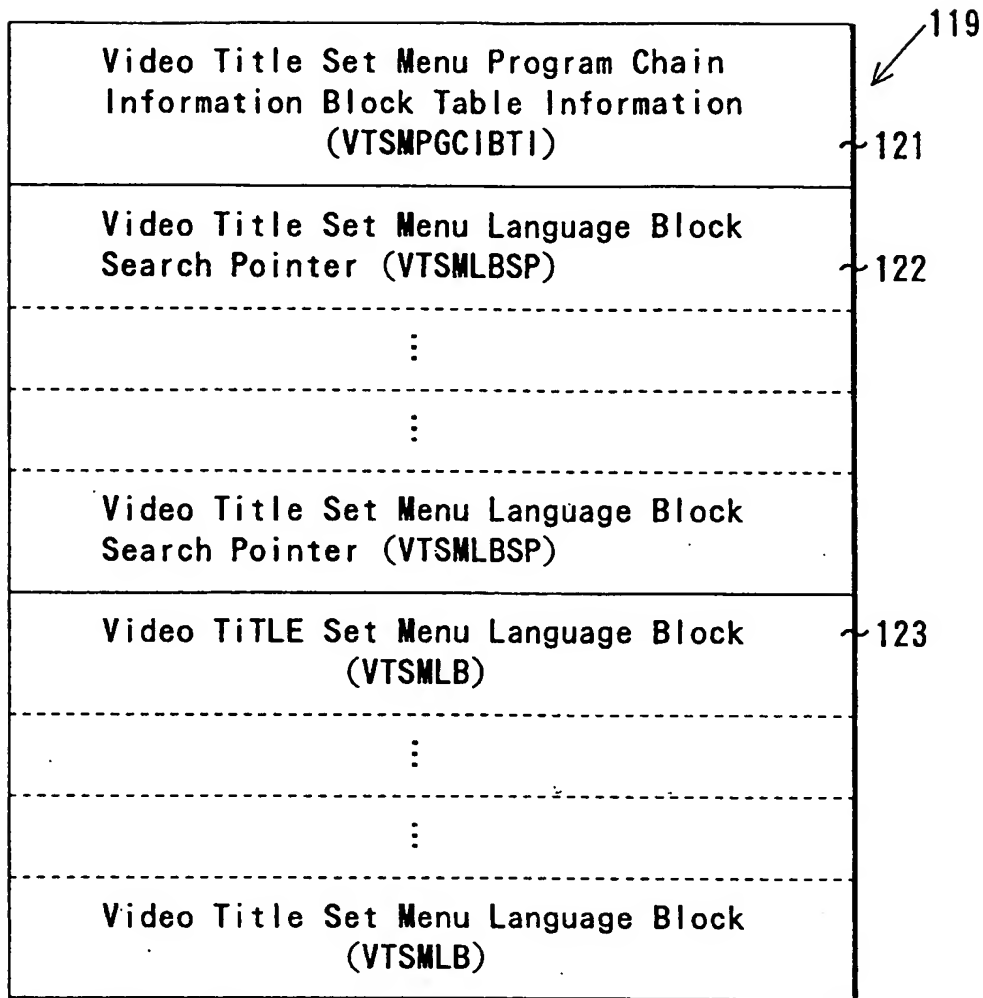 119
Video Title Set Menu Program Chain
Information Block Table Information
(VTSMPGCIBTI)
121
Video Title Set Menu Language Block
Search Pointer (VTSMLBSP)
122
⋮
⋮
Video Title Set Menu Language Block
Search Pointer (VTSMLBSP)
Video TiTLE Set Menu Language Block
(VTSMLB)
123
⋮
⋮
Video Title Set Menu Language Block
(VTSMLB)